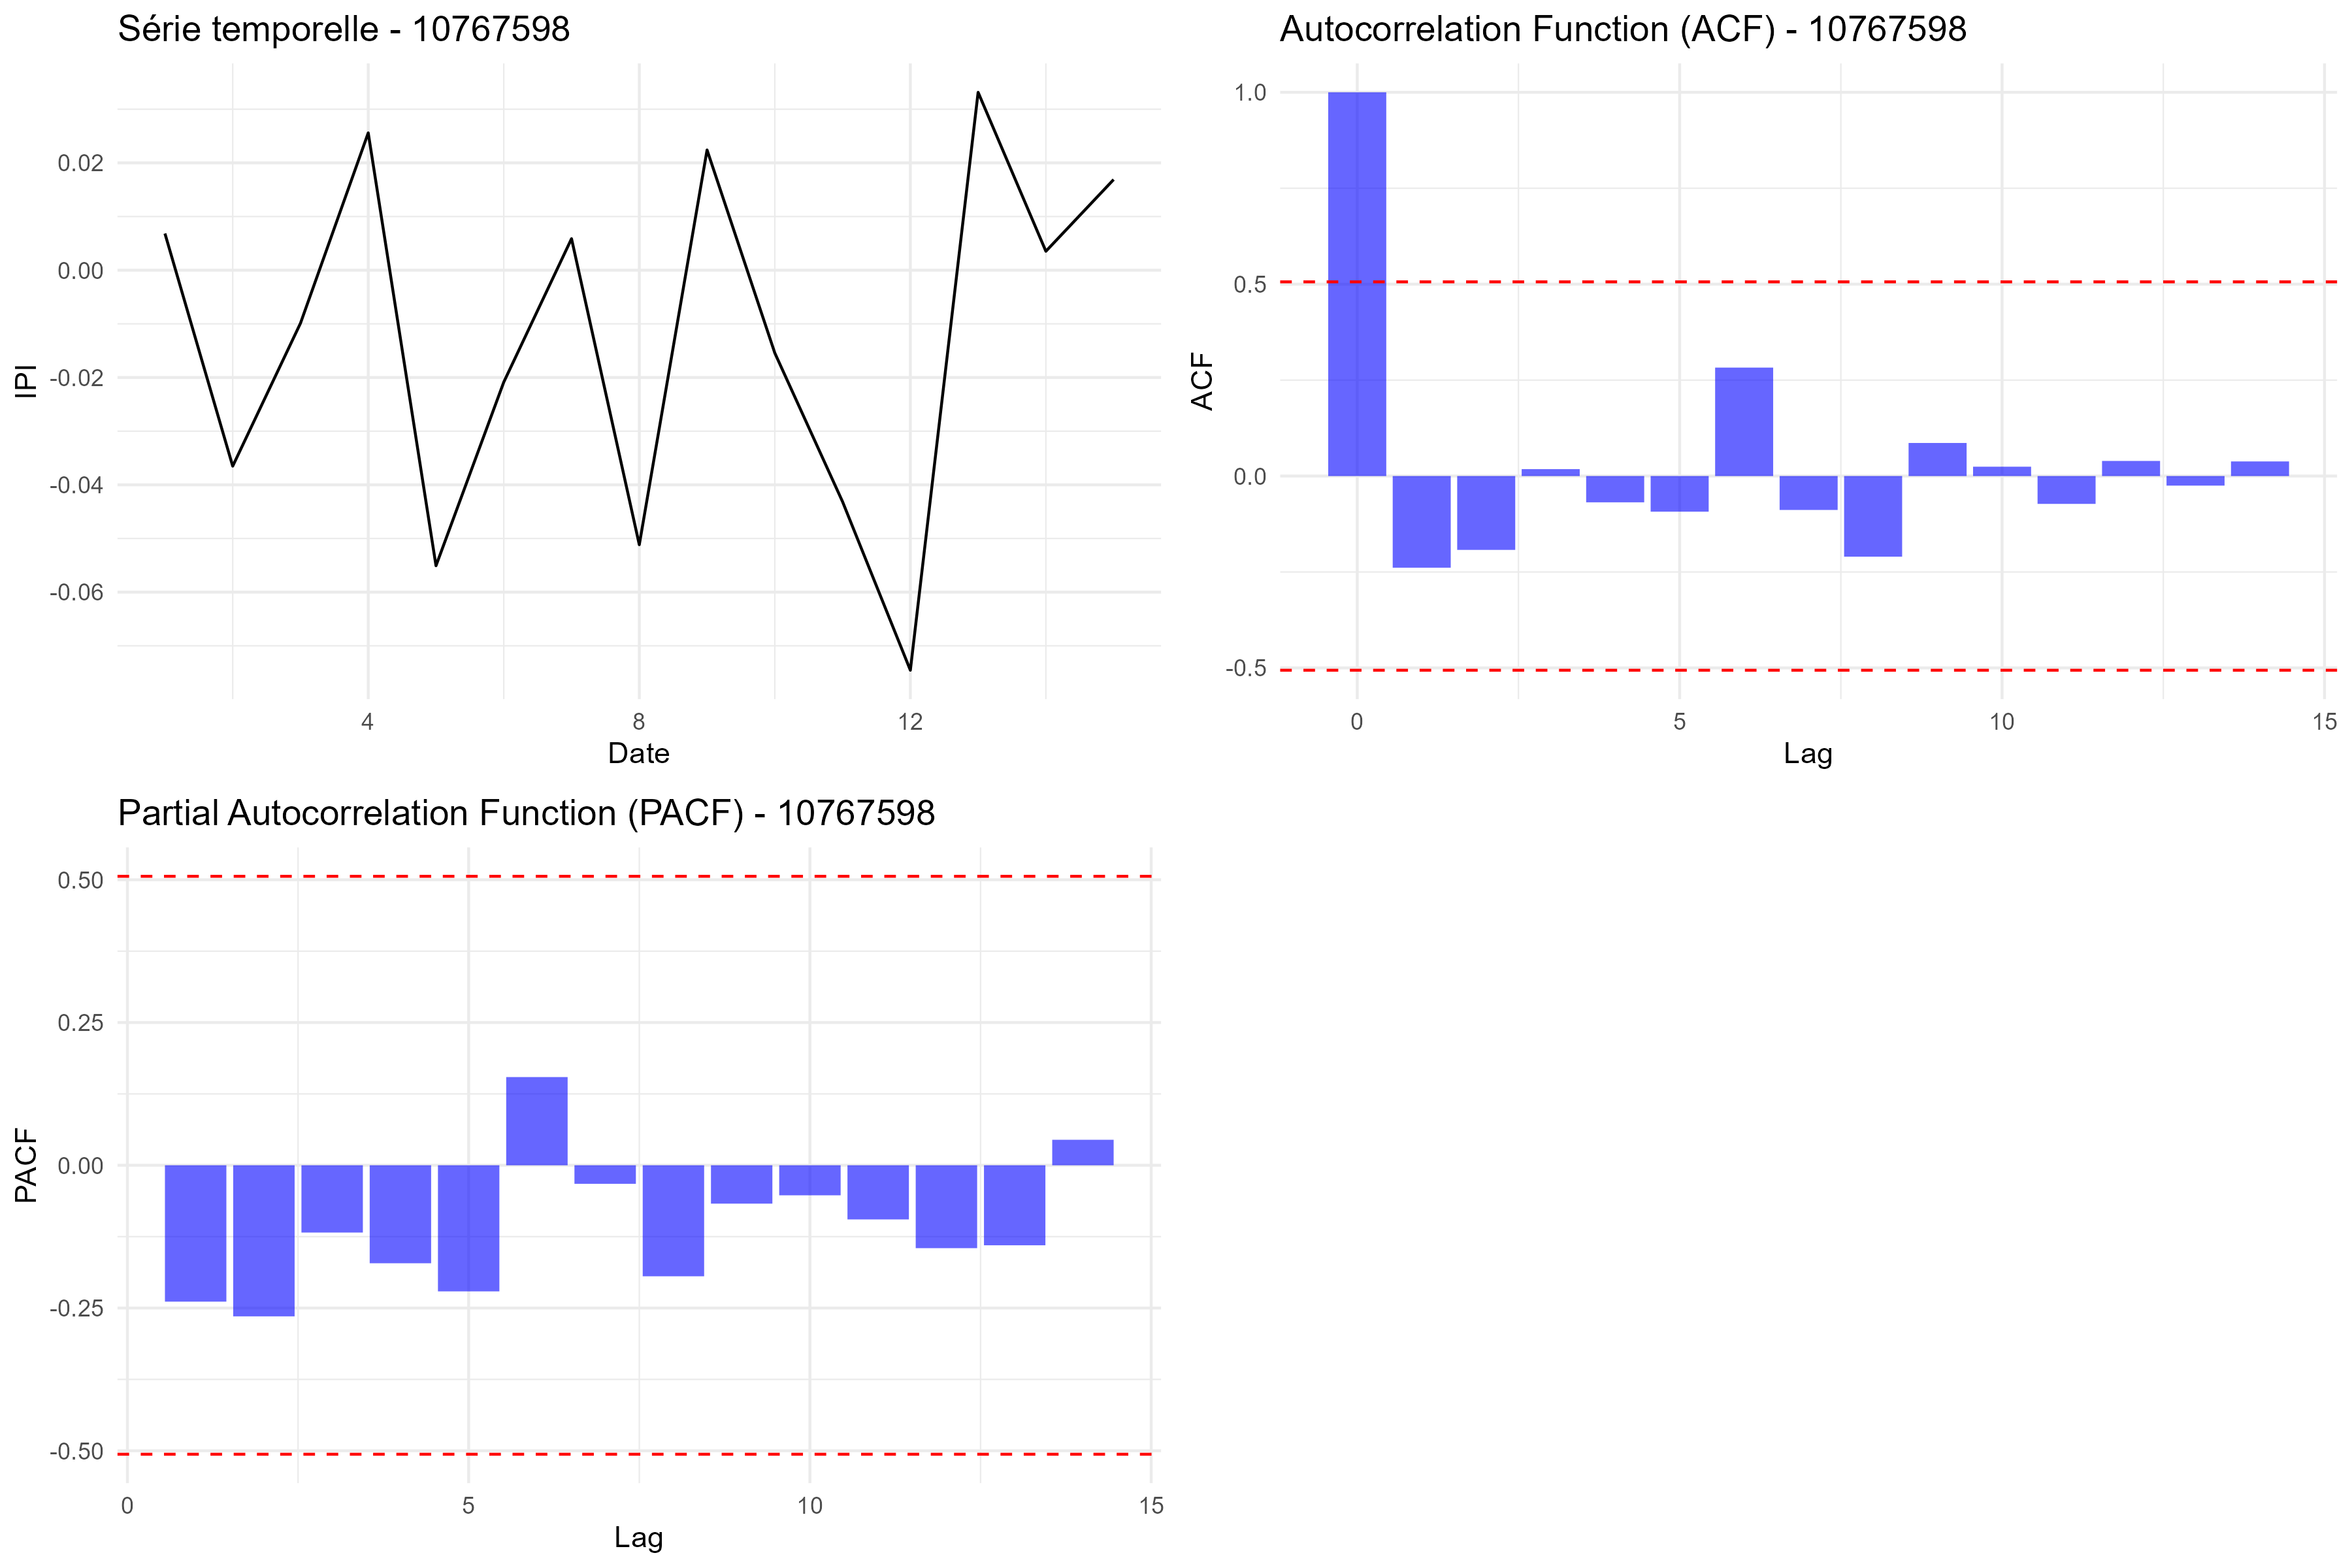 Série temporelle - 10767598
0.02
0.00
-0.02
-0.04
-0.06
IPI
4
8
12
Date
Autocorrelation Function (ACF) - 10767598
1.0
0.5
0.0
-0.5
ACF
0
5
10
15
Lag
Partial Autocorrelation Function (PACF) - 10767598
0.50
0.25
0.00
-0.25
-0.50
PACF
0
5
10
15
Lag